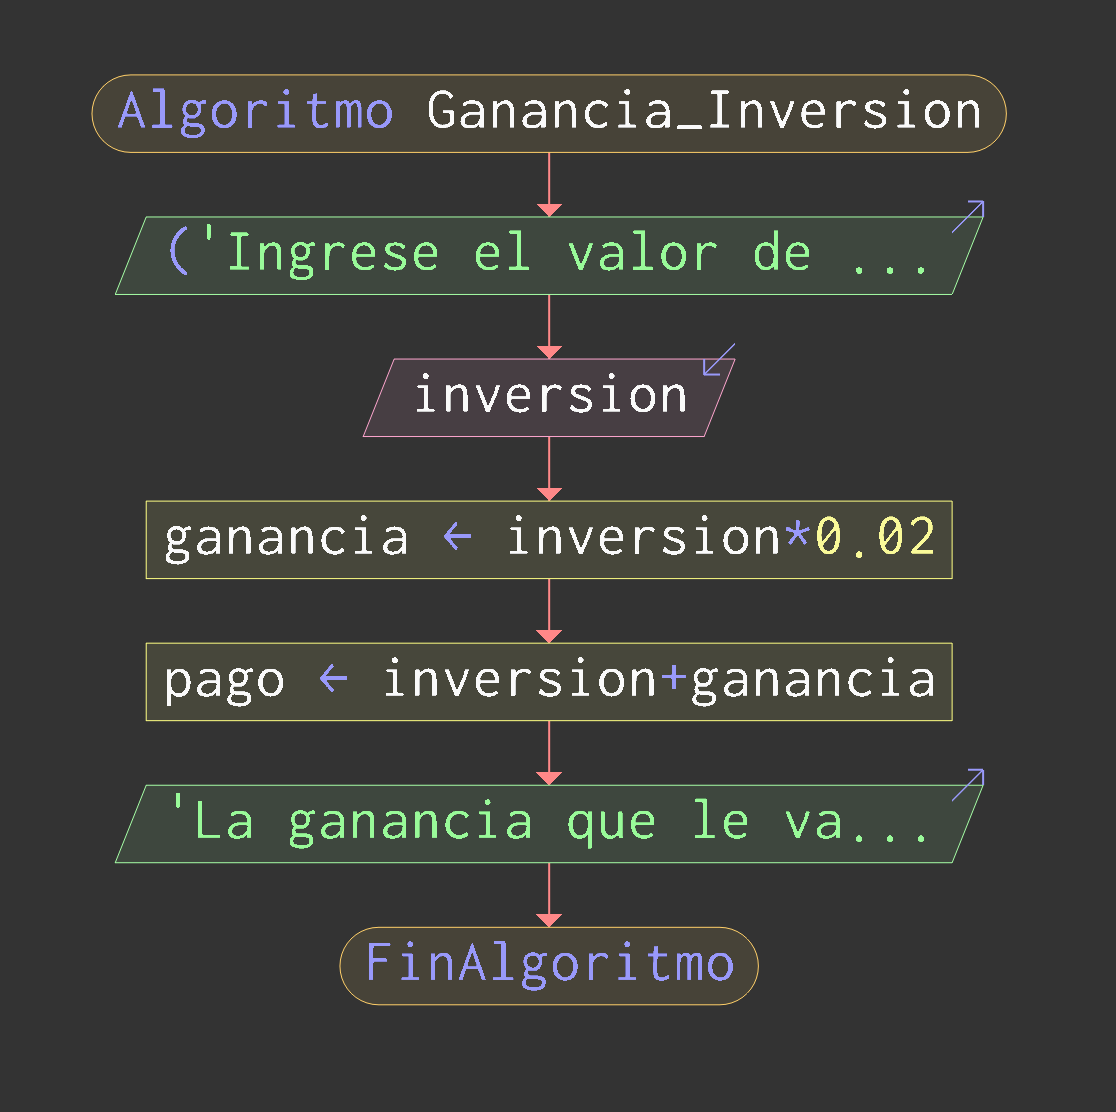 Algoritmo Ganancia_Inversion
('Ingrese el valor de ...
inversion
ganancia ← inversion*0.02
pago ← inversion+ganancia
'La ganancia que le va...
FinAlgoritmo